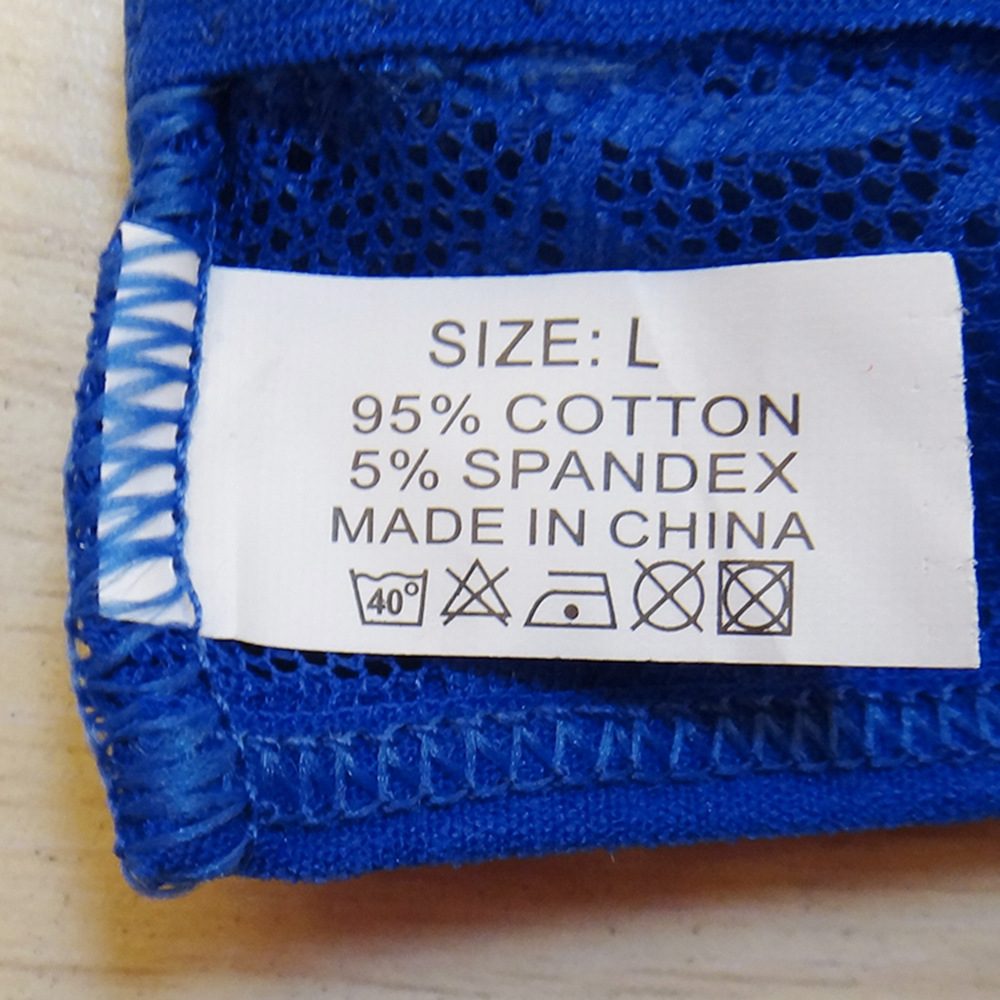 SIZE: L
95% COTTON
5% SPANDEX
MADE IN CHINA
40°